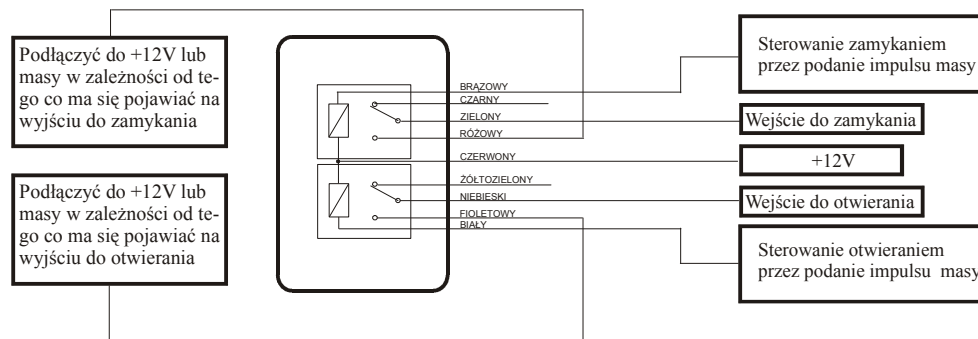 Podłączyć do +12V lub
masy w zależności od te-
go co ma się pojawiać na
wyjściu do zamykania
Podłączyć do +12V lub
masy w zależności od te-
go co ma się pojawiać na
wyjściu do otwierania
BRĄZOWY
CZARNY
ZIELONY
RÓŻOWY
CZERWONY
ŻÓŁTOZIELONY
NIEBIESKI
FIOLETOWY
BIAŁY
Sterowanie zamykaniem
przez podanie impulsu masy
Wejście do zamykania
+12V
Wejście do otwierania
Sterowanie otwieraniem
przez podanie impulsu masy